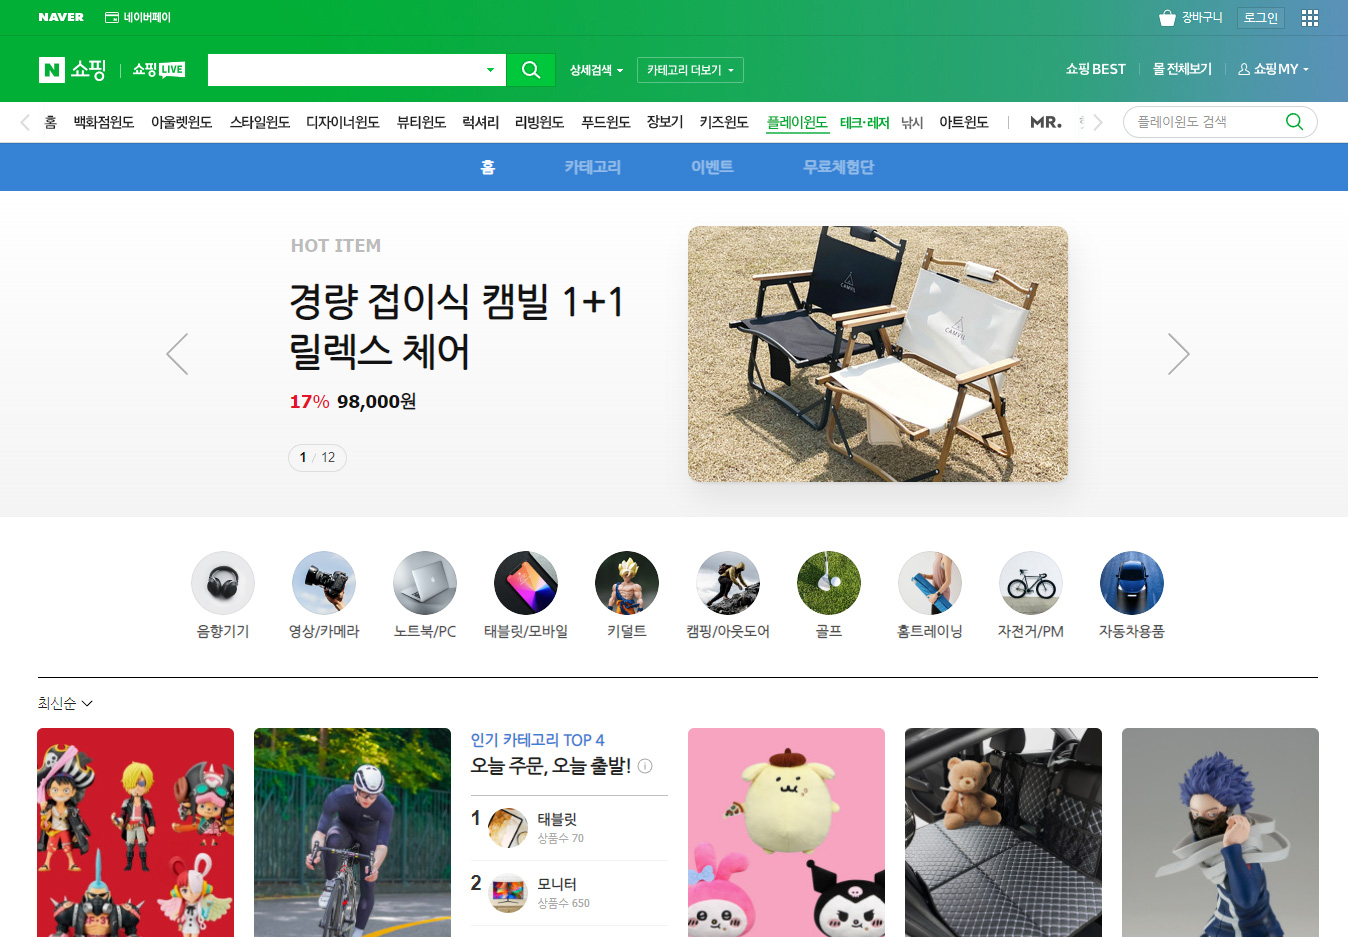 NAVER 네이버페이 장바구니 로그인
N 쇼핑 쇼핑LIVE 상세검색 카테고리 더보기 쇼핑 BEST 몰 전체보기 쇼핑 MY
홈 백화점윈도 아울렛윈도 스타일윈도 디자이너윈도 뷰티윈도 럭셔리 리빙윈도 푸드윈도 장보기 키즈윈도 플레이윈도 테크·레저 낚시 아트윈도 MR. 플레이윈도 검색
홈 카테고리 이벤트 무료체험단
HOT ITEM
경량 접이식 캠빌 1+1
릴렉스 체어
17% 98,000원
1 / 12
CAMVIL
CAMVIL
음향기기 영상/카메라 노트북/PC 태블릿/모바일 키덜트 캠핑/아웃도어 골프 홈트레이닝 자전거/PM 자동차용품
최신순
인기 카테고리 TOP 4
오늘 주문, 오늘 출발!
1 태블릿
상품수 70
2 모니터
상품수 650